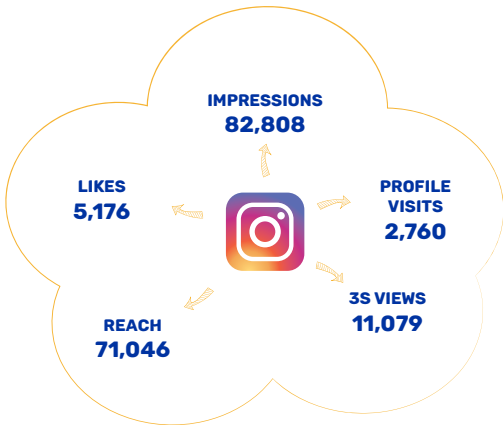 IMPRESSIONS
82,808
LIKES
5,176
PROFILE
VISITS
2,760
3S VIEWS
11,079
REACH
71,046